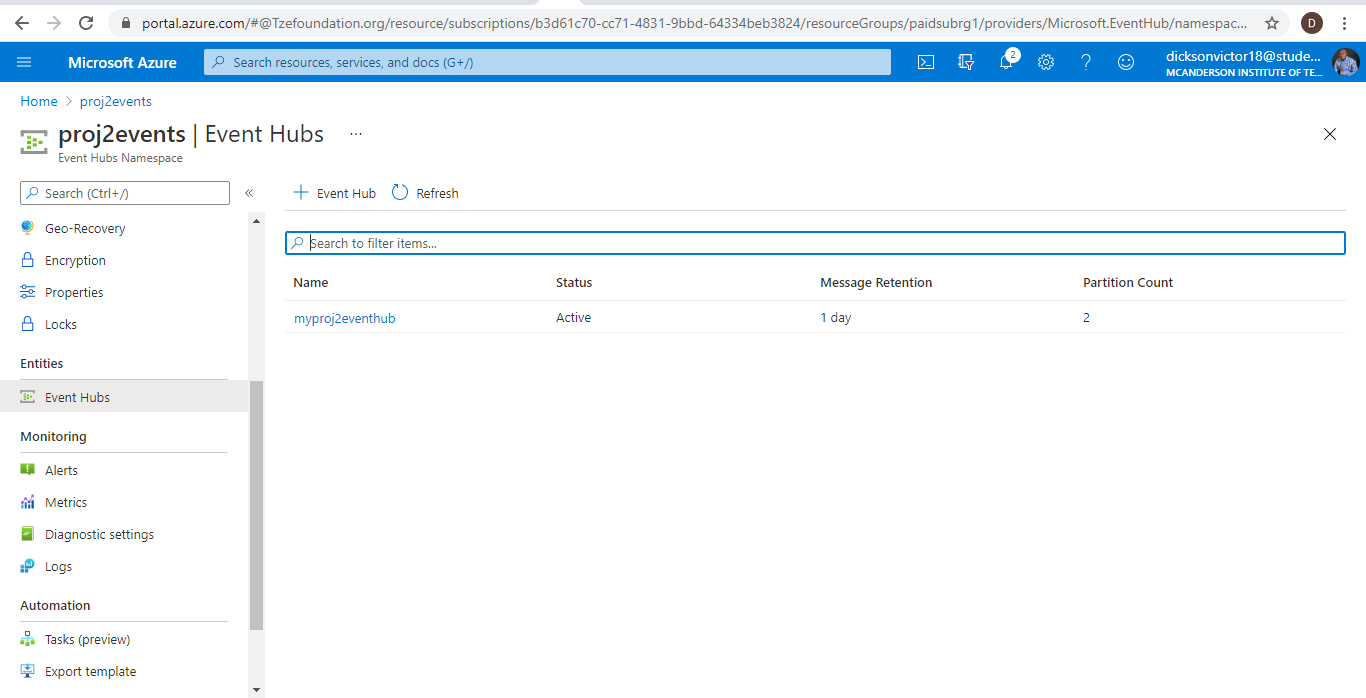 portal.azure.com/#@Tzefoundation.org/resource/subscriptions/b3d61c70-cc71-4831-9bbd-64334beb3824/resourceGroups/paidsubrg1/providers/Microsoft.EventHub/namespac...
D
Microsoft Azure
Search resources, services, and docs (G+/)
2
dicksonvictor18@stude...
MCANDERSON INSTITUTE OF TE...
Home > proj2events
proj2events | Event Hubs ...
Event Hubs Namespace
Search (Ctrl+/) «
+ Event Hub Refresh
Geo-Recovery
Encryption
Properties
Locks
Entities
Event Hubs
Monitoring
Alerts
Metrics
Diagnostic settings
Logs
Automation
Tasks (preview)
Export template
Search to filter items...
Name Status Message Retention Partition Count
myproj2eventhub Active 1 day 2